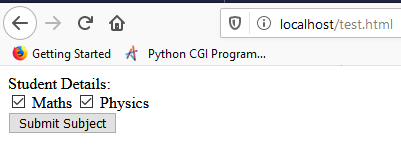 localhost/test.html
Getting Started Python CGI Program...
Student Details:
Maths Physics
Submit Subject